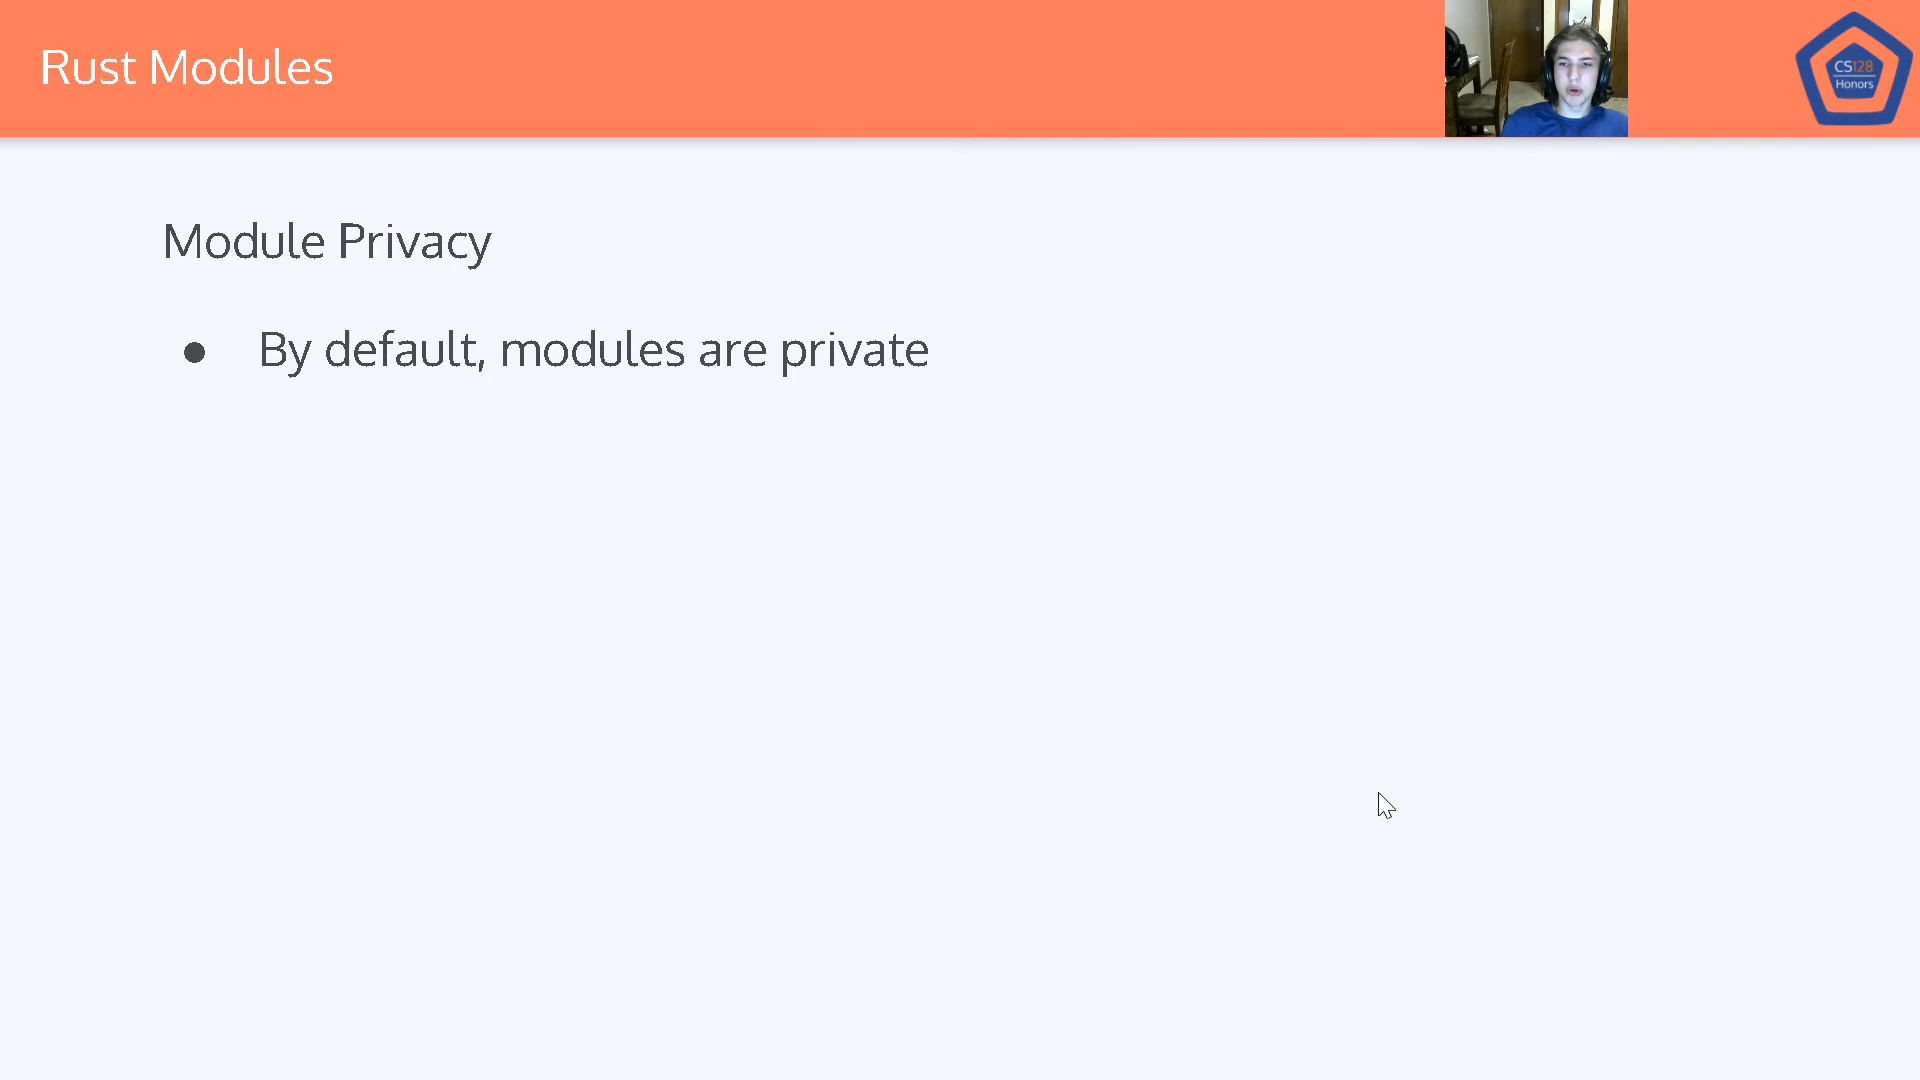 Rust Modules
CS128
Honors
Module Privacy
● By default, modules are private